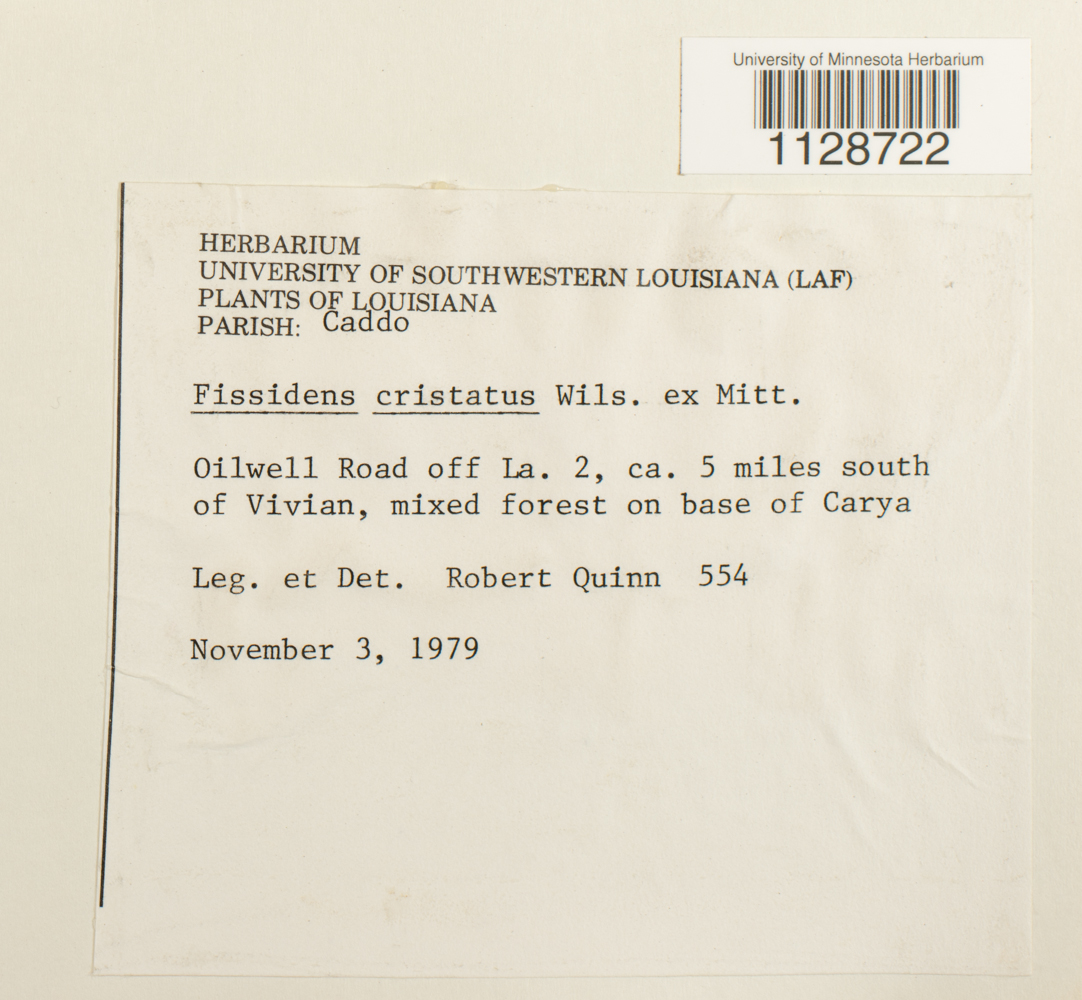 University of Minnesota Herbarium
1128722
HERBARIUM
UNIVERSITY OF SOUTHWESTERN LOUISIANA (LAF)
PLANTS OF LOUISIANA
PARISH: Caddo
Fissidens cristatus Wils. ex Mitt.
Oilwell Road off La. 2, ca. 5 miles south
of Vivian, mixed forest on base of Carya
Leg. et Det. Robert Quinn 554
November 3, 1979